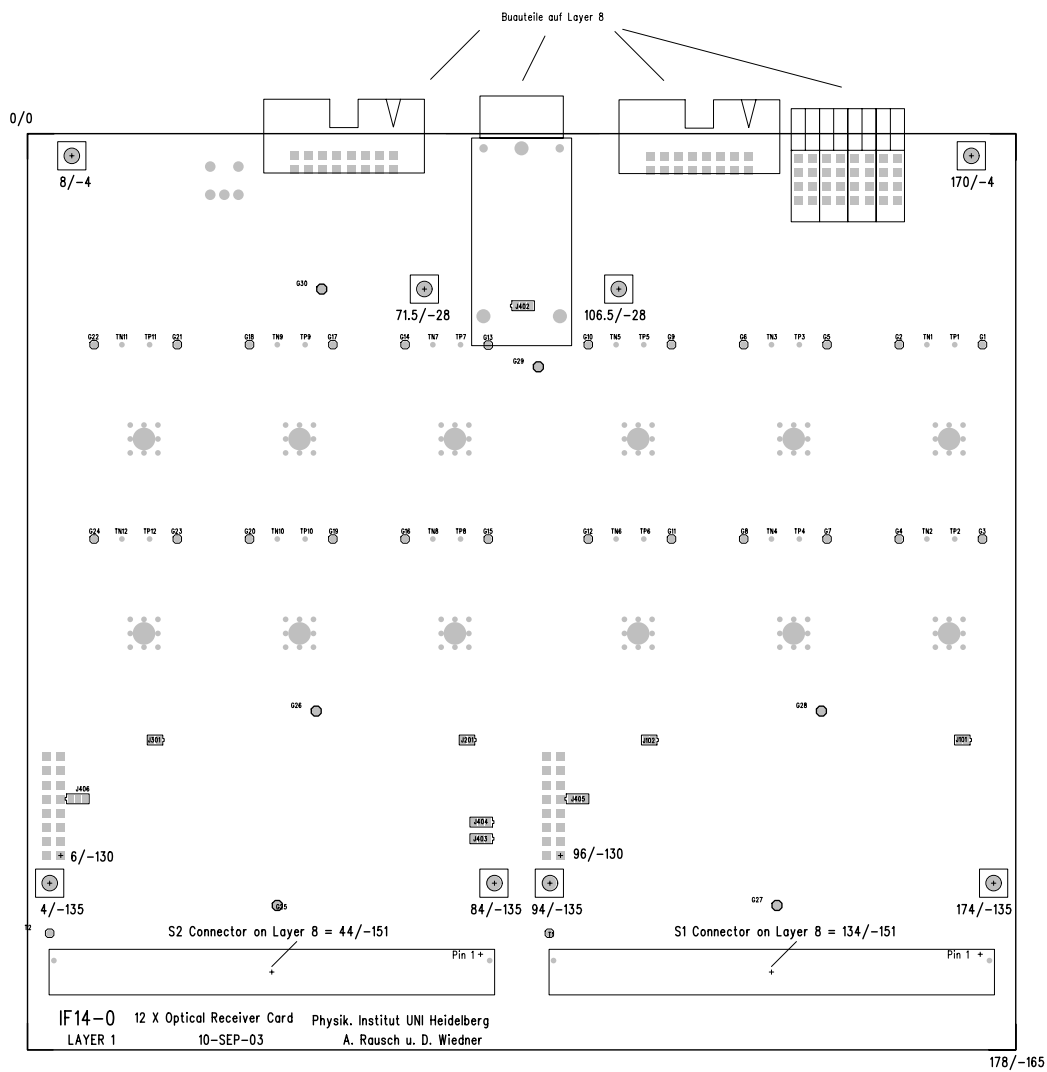 Buauteile auf Layer 8
0/0
8/-4
170/-4
G30
71.5/-28
J402
106.5/-28
G22 TN11 TP11 G21 G18 TN9 TP9 G17 G14 TN7 TP7 G13 G10 TN5 TP5 G9 G6 TN3 TP3 G5 G2 TN1 TP1 G1
G29
G24 TN12 TP12 G23 G20 TN10 TP10 G19 G16 TN8 TP8 G15 G12 TN6 TP6 G11 G8 TN4 TP4 G7 G4 TN2 TP2 G3
G26
G28
J301
J201
J102
J101
J406
J405
J404
J403
6/-130
96/-130
4/-135
G25
84/-135
94/-135
G27
174/-135
S2 Connector on Layer 8 = 44/-151
S1 Connector on Layer 8 = 134/-151
Pin 1
Pin 1
IF14-0 12 X Optical Receiver Card Physik. Institut UNI Heidelberg
LAYER 1 10-SEP-03 A. Rausch u. D. Wiedner
178/-165